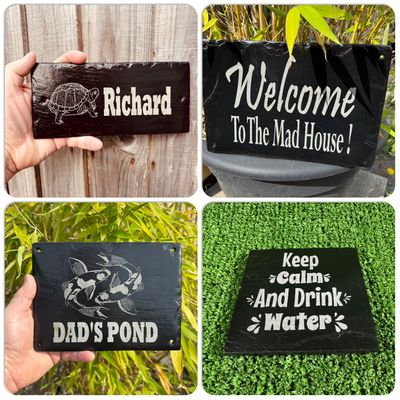 Richard
Welcome
To The Mad House !
DAD'S POND
Keep
Calm
And Drink
Water